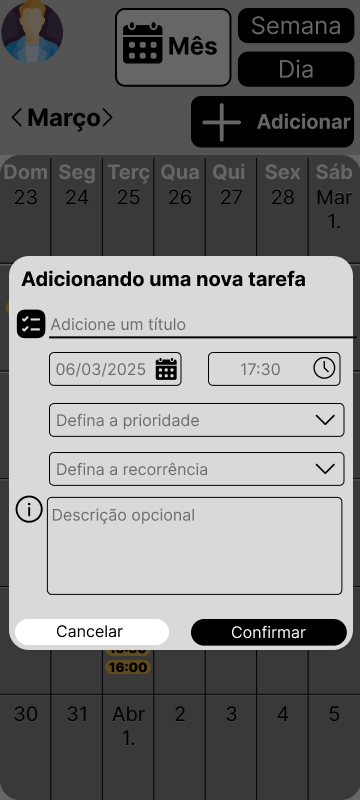 Mês
Semana
Dia
Março
Adicionar
Dom Seg Terç Qua Qui Sex Sáb
23 24 25 26 27 28 Mar
1.
Adicionando uma nova tarefa
Adicione um título
06/03/2025 17:30
Defina a prioridade
Defina a recorrência
Descrição opcional
Cancelar Confirmar
16:00
30 31 Abr 2 3 4 5
1.